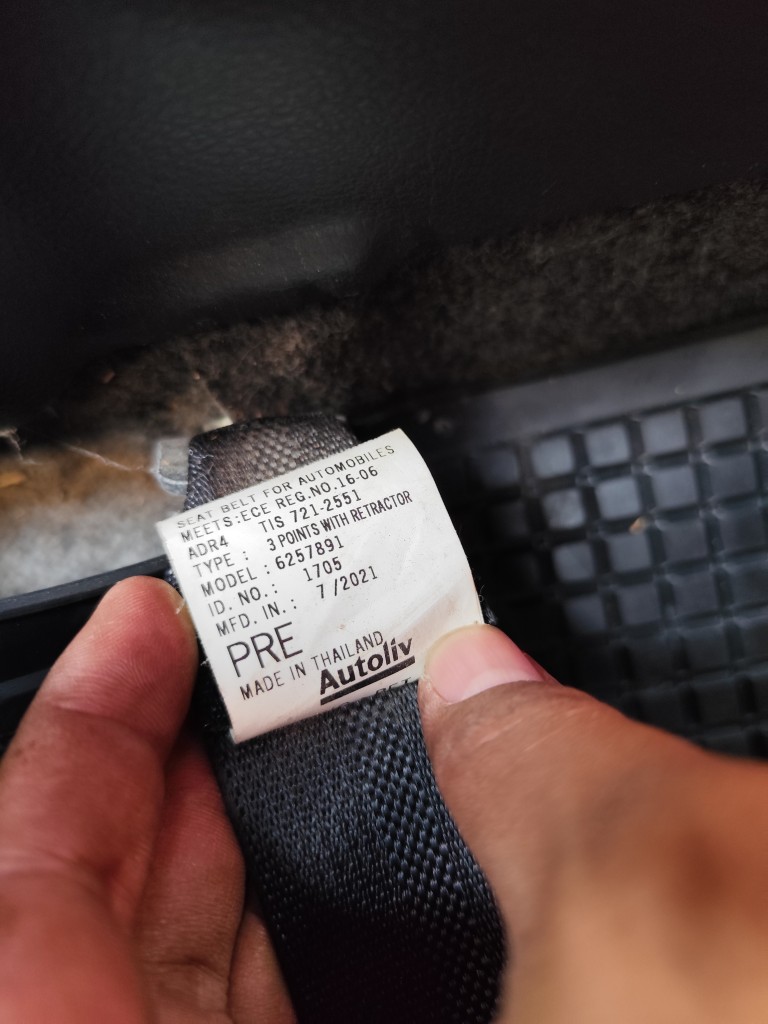 SEAT BELT FOR AUTOMOBILES
MEETS:ECE REG.NO.16-06
ADR4 TIS 721-2551
TYPE : 3 POINTS WITH RETRACTOR
MODEL : 6257891
ID. NO.: 1705
MFD. IN.: 7 /2021
PRE
MADE IN THAILAND
Autoliv